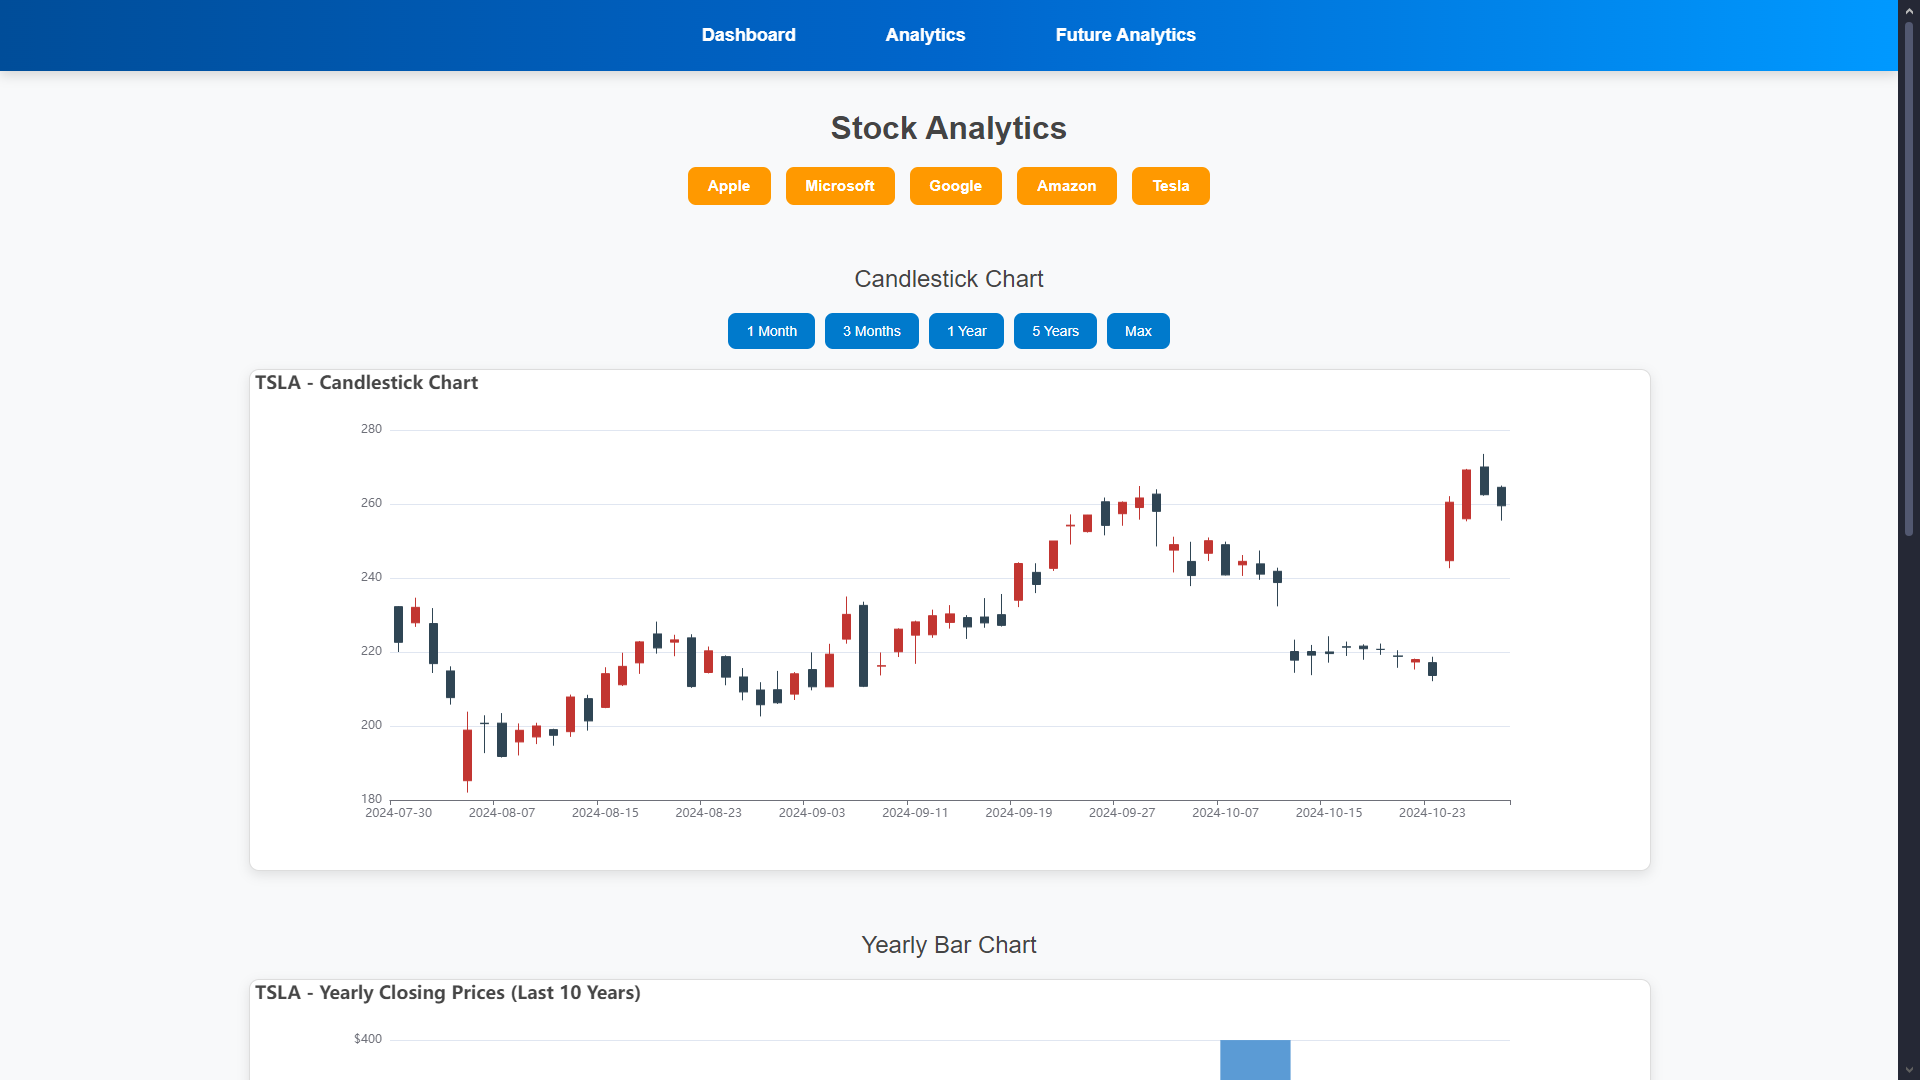 Dashboard Analytics Future Analytics
Stock Analytics
Apple Microsoft Google Amazon Tesla
Candlestick Chart
1 Month 3 Months 1 Year 5 Years Max
TSLA - Candlestick Chart
280
260
240
220
200
180
2024-07-30 2024-08-07 2024-08-15 2024-08-23 2024-09-03 2024-09-11 2024-09-19 2024-09-27 2024-10-07 2024-10-15 2024-10-23
Yearly Bar Chart
TSLA - Yearly Closing Prices (Last 10 Years)
$400